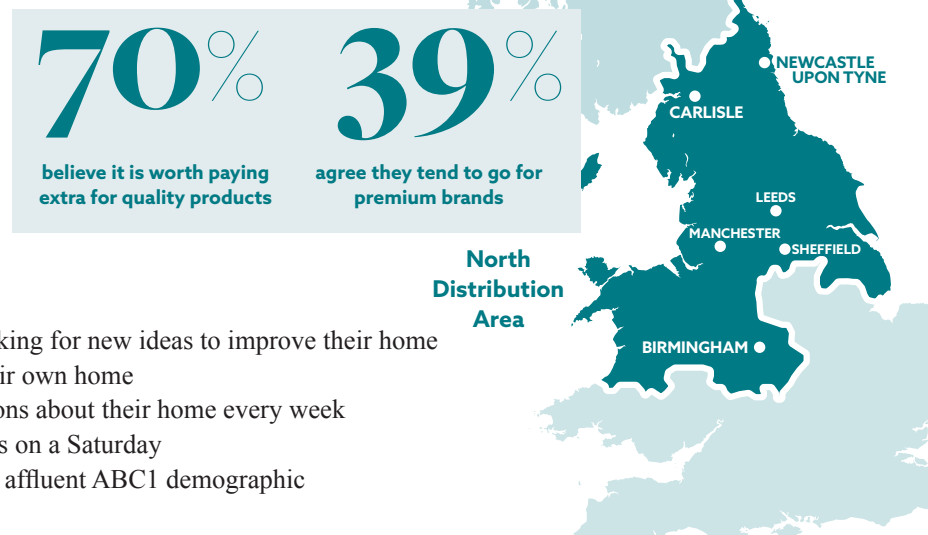 70%
believe it is worth paying
extra for quality products
39%
agree they tend to go for
premium brands
North
Distribution
Area
NEWCASTLE
UPON TYNE
CARLISLE
LEEDS
MANCHESTER
SHEFFIELD
BIRMINGHAM
king for new ideas to improve their home
ir own home
ons about their home every week
s on a Saturday
affluent ABC1 demographic